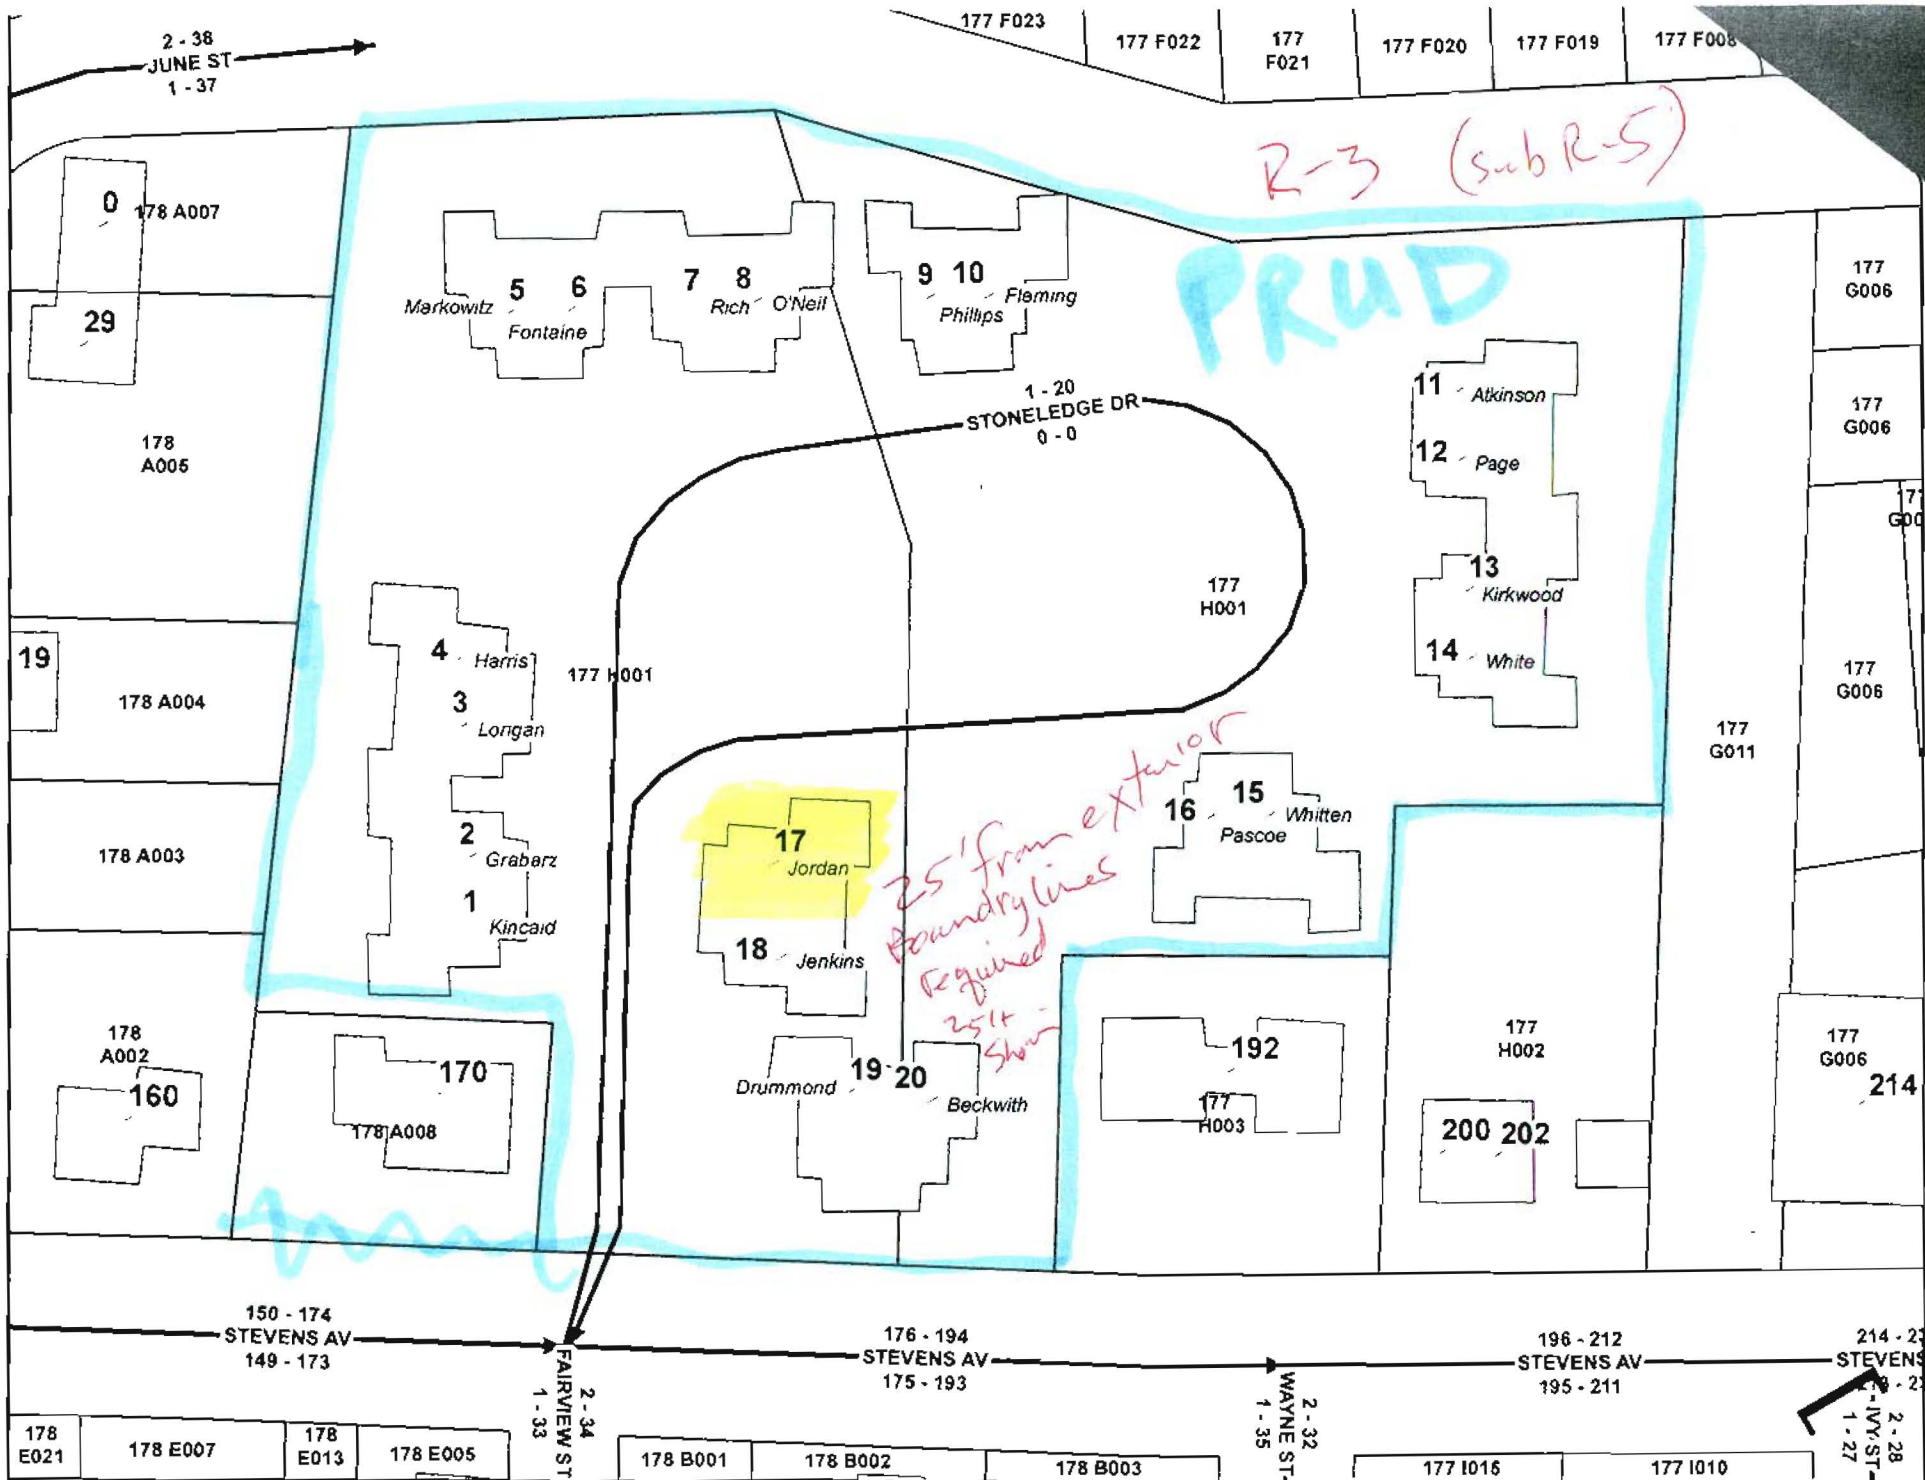 177 F023
177 F022
177
F021
177 F020
177 F019
177 F008
2 - 38
JUNE ST
1 - 37
R-3 (sub R-5)
PRUD
0
178 A007
29
178
A005
5
6
7
8
9
10
Markowitz
Fontaine
Rich
O'Neil
Phillips
Fleming
1 - 20
STONELEDGE DR
0 - 0
11
Atkinson
12
Page
13
Kirkwood
14
White
177
G006
177
G006
177
G006
177
G011
177
H001
19
178 A004
4
Harris
3
Longan
177 H001
178 A003
2
Grabarz
1
Kincaid
17
Jordan
18
Jenkins
25' from exterior
boundry lines
required
25'+
Shown
16
15
Whitten
Pascoe
178
A002
160
170
178 A008
Drummond
19
20
Beckwith
192
177
H003
177
H002
200 202
177
G006
214
150 - 174
STEVENS AV
149 - 173
176 - 194
STEVENS AV
175 - 193
196 - 212
STEVENS AV
195 - 211
STEVENS
2 - 34
FAIRVIEW ST
1 - 33
2 - 32
WAYNE ST
1 - 35
2 - 28
IVY ST
1 - 27
178
E021
178 E007
178
E013
178 E005
178 B001
178 B002
178 B003
177 I015
177 I010